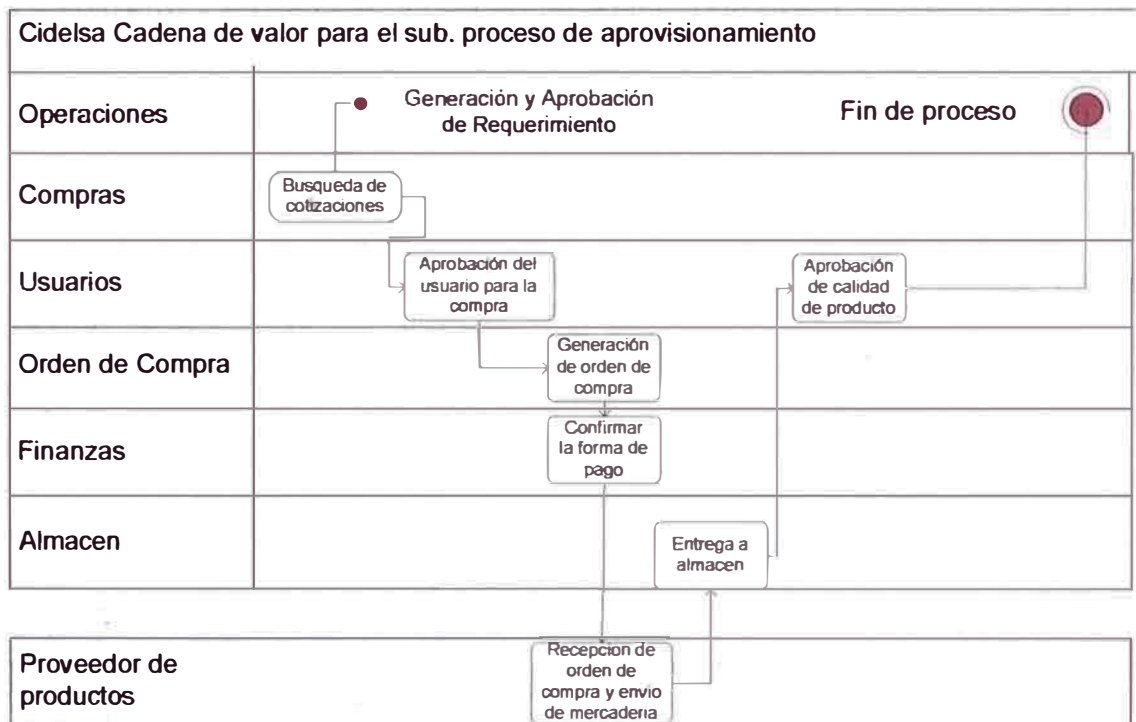 Cidelsa Cadena de valor para el sub. proceso de aprovisionamiento
Operaciones
Generación y Aprobación
de Requerimiento
Fin de proceso
Compras
Busqueda de
cotizaciones
Usuarios
Aprobación del
usuario para la
compra
Aprobación
de calidad
de producto
Orden de Compra
Generación
de orden de
compra
Finanzas
Confirmar
la forma de
pago
Almacen
Entrega a
almacen
Proveedor de
productos
Recepcion de
orden de
compra y envio
de mercaderia